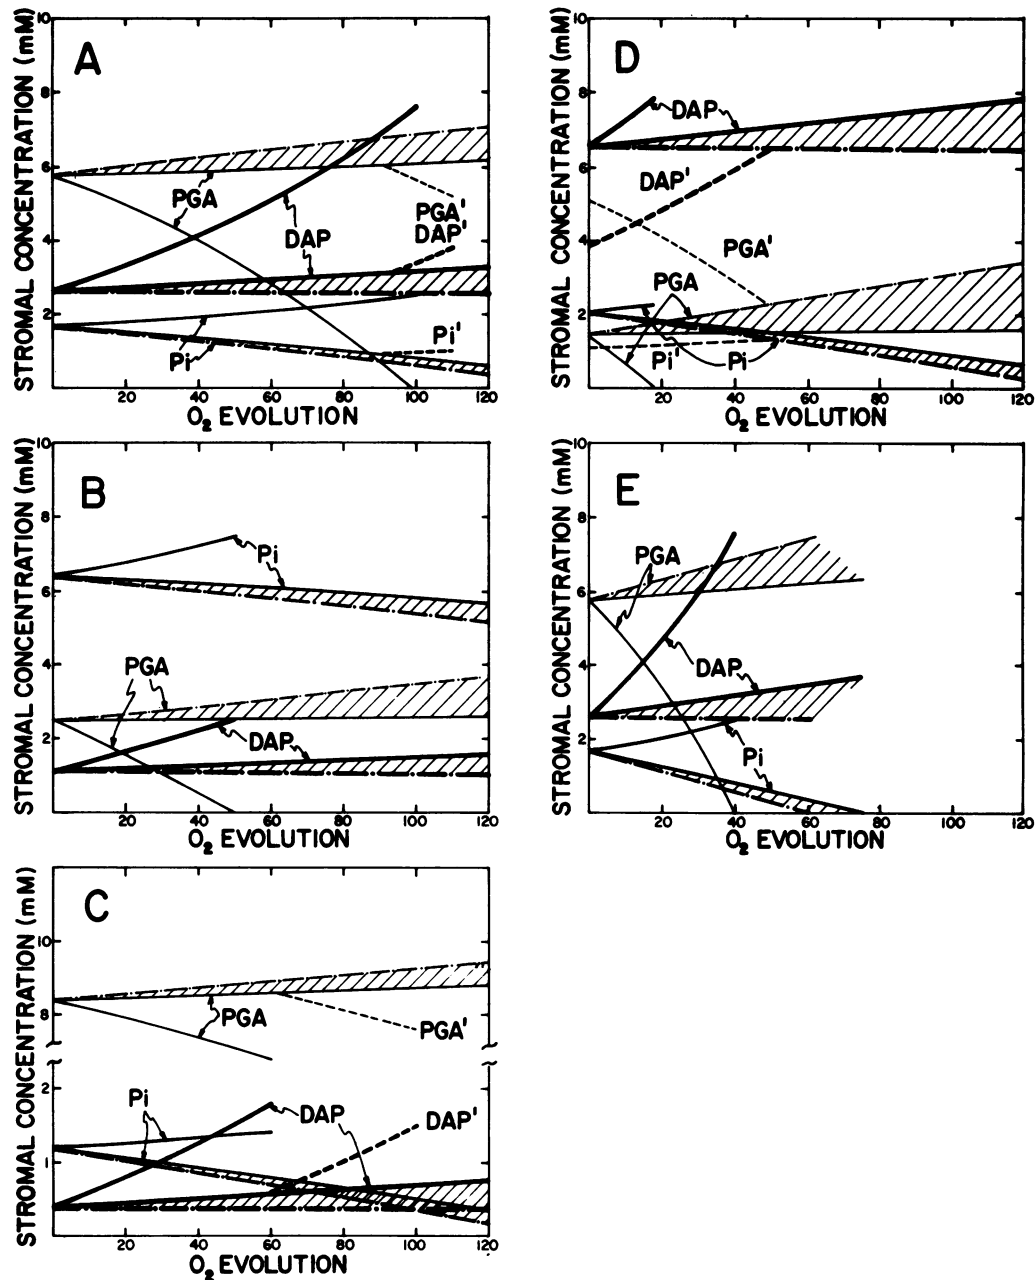 STROMAL CONCENTRATION (mM)
A
10
8
6
4
2
PGA
DAP
PGA'
DAP'
Pi
Pi'
20 40 60 80 100 120
O2 EVOLUTION
STROMAL CONCENTRATION (mM)
D
10
8
6
4
2
DAP
DAP'
PGA'
PGA
Pi'
Pi
20 40 60 80 100 120
O2 EVOLUTION
STROMAL CONCENTRATION (mM)
B
10
8
6
4
2
Pi
PGA
DAP
20 40 60 80 100 120
O2 EVOLUTION
STROMAL CONCENTRATION (mM)
E
10
8
6
4
2
PGA
DAP
Pi
20 40 60 80 100 120
O2 EVOLUTION
STROMAL CONCENTRATION (mM)
C
10
8
2
1
PGA
PGA'
Pi
DAP
DAP'
20 40 60 80 100 120
O2 EVOLUTION